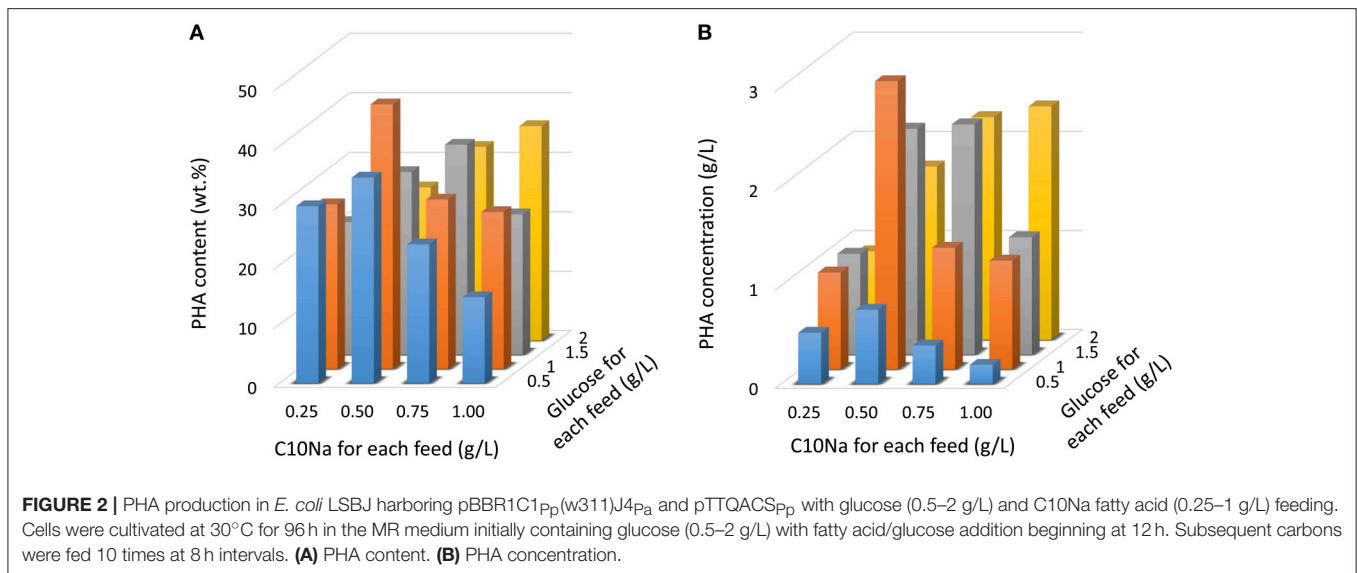 A
PHA content (wt.%)
50
40
30
20
10
0
0.25 0.50 0.75 1.00
C10Na for each feed (g/L)
0.5 1 1.5 2
Glucose for
each feed (g/L)
B
PHA concentration (g/L)
3
2
1
0
0.25 0.50 0.75 1.00
C10Na for each feed (g/L)
0.5 1 1.5 2
Glucose for
each feed (g/L)
FIGURE 2 | PHA production in E. coli LSBJ harboring pBBR1C1Pp(w311)J4Pa and pTTQACSPp with glucose (0.5–2 g/L) and C10Na fatty acid (0.25–1 g/L) feeding.
Cells were cultivated at 30°C for 96 h in the MR medium initially containing glucose (0.5–2 g/L) with fatty acid/glucose addition beginning at 12 h. Subsequent carbons
were fed 10 times at 8 h intervals. (A) PHA content. (B) PHA concentration.